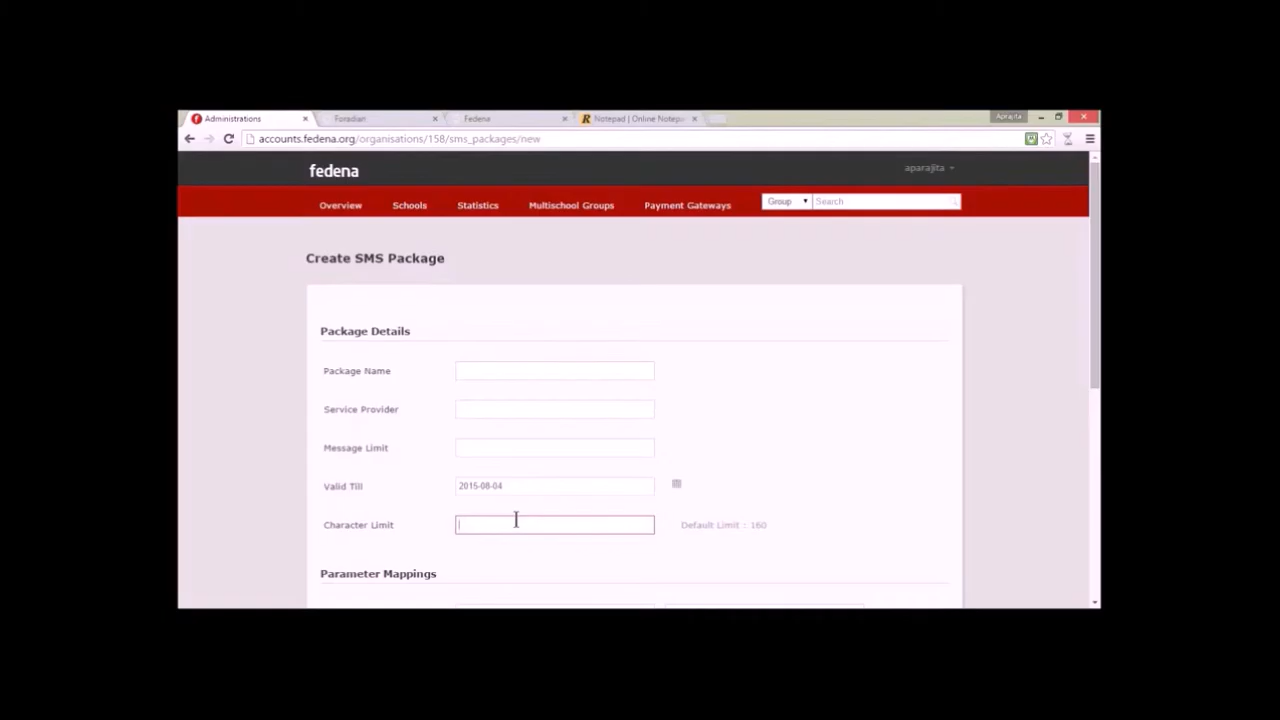 Administrations
Foradian
Fedena
Notepad | Online Notepa
Aprajita
accounts.fedena.org/organisations/158/sms_packages/new
fedena
aparajita
Overview
Schools
Statistics
Multischool Groups
Payment Gateways
Group
Search
Create SMS Package
Package Details
Package Name
Service Provider
Message Limit
Valid Till
2015-08-04
Character Limit
Default Limit : 160
Parameter Mappings